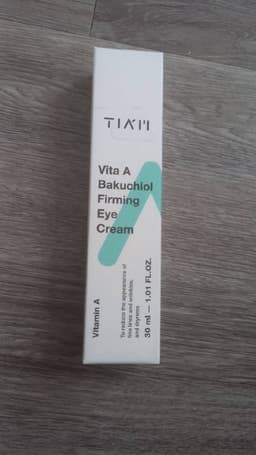 TIA'M
Vita A
Bakuchiol
Firming
Eye
Cream
Vitamin A
To reduce the appearance of
fine lines and wrinkles,
and dryness
30 ml — 1.01 FL.OZ.